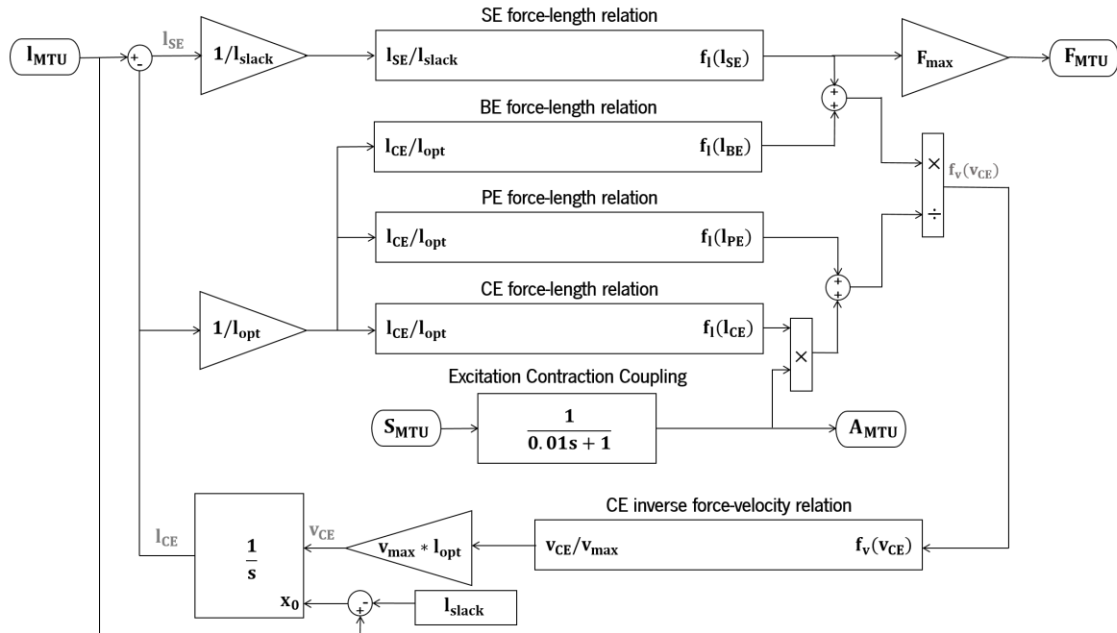 SE force-length relation
l_MTU
+
-
l_SE
1/l_slack
l_SE/l_slack
f_l(l_SE)
F_max
F_MTU
+
+
BE force-length relation
l_CE/l_opt
f_l(l_BE)
×
÷
f_v(v_CE)
PE force-length relation
l_CE/l_opt
f_l(l_PE)
+
+
CE force-length relation
1/l_opt
l_CE/l_opt
f_l(l_CE)
×
Excitation Contraction Coupling
S_MTU
1
0.01s + 1
A_MTU
CE inverse force-velocity relation
l_CE
1
s
x_0
v_CE
v_max * l_opt
v_CE/v_max
f_v(v_CE)
-
+
l_slack